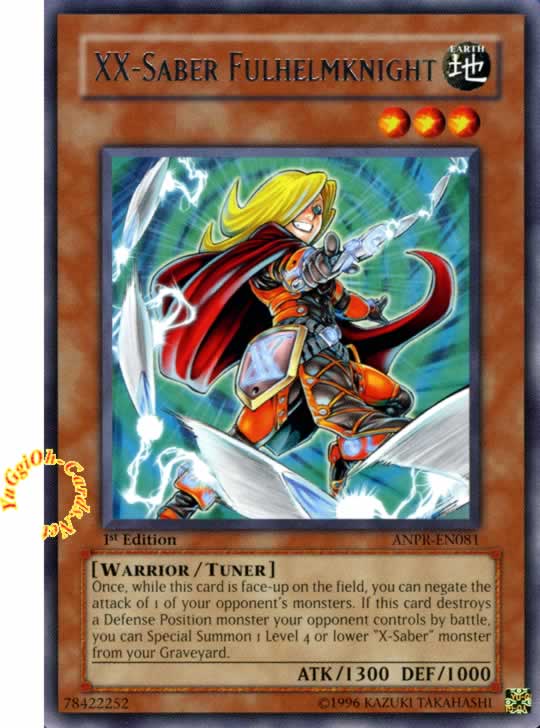 XX-SABER FULHELMKNIGHT
EARTH
地
YuGgiOh-Cards.Net
1st Edition
ANPR-EN081
[WARRIOR / TUNER]
Once, while this card is face-up on the field, you can negate the
attack of 1 of your opponent's monsters. If this card destroys
a Defense Position monster your opponent controls by battle,
you can Special Summon 1 Level 4 or lower "X-Saber" monster
from your Graveyard.
ATK/1300 DEF/1000
78422252
©1996 KAZUKI TAKAHASHI